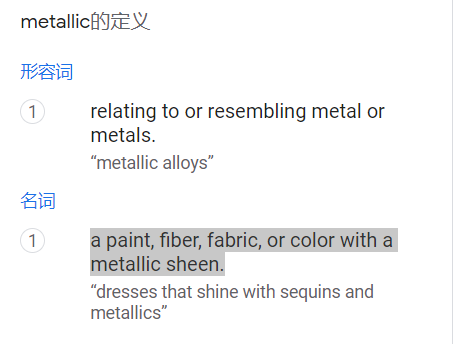 metallic的定义
形容词
1
relating to or resembling metal or
metals.
“metallic alloys”
名词
1
a paint, fiber, fabric, or color with a
metallic sheen.
“dresses that shine with sequins and
metallics”